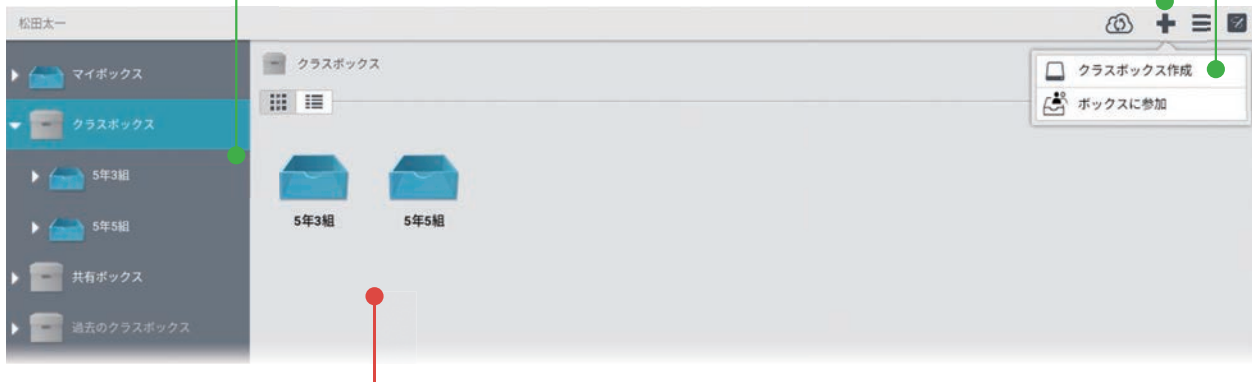 松田太一
マイボックス
クラスボックス
5年3組
5年5組
共有ボックス
過去のクラスボックス
クラスボックス
5年3組
5年5組
クラスボックス作成
ボックスに参加